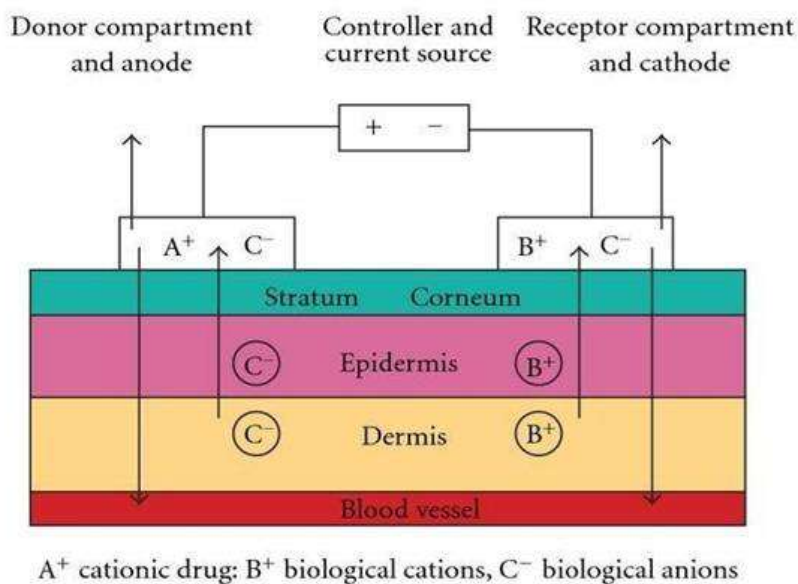 Donor compartment
and anode
Controller and
current source
Receptor compartment
and cathode
+ −
A⁺ C⁻
B⁺ C⁻
Stratum Corneum
C⁻ Epidermis B⁺
C⁻ Dermis B⁺
Blood vessel
A⁺ cationic drug: B⁺ biological cations, C⁻ biological anions